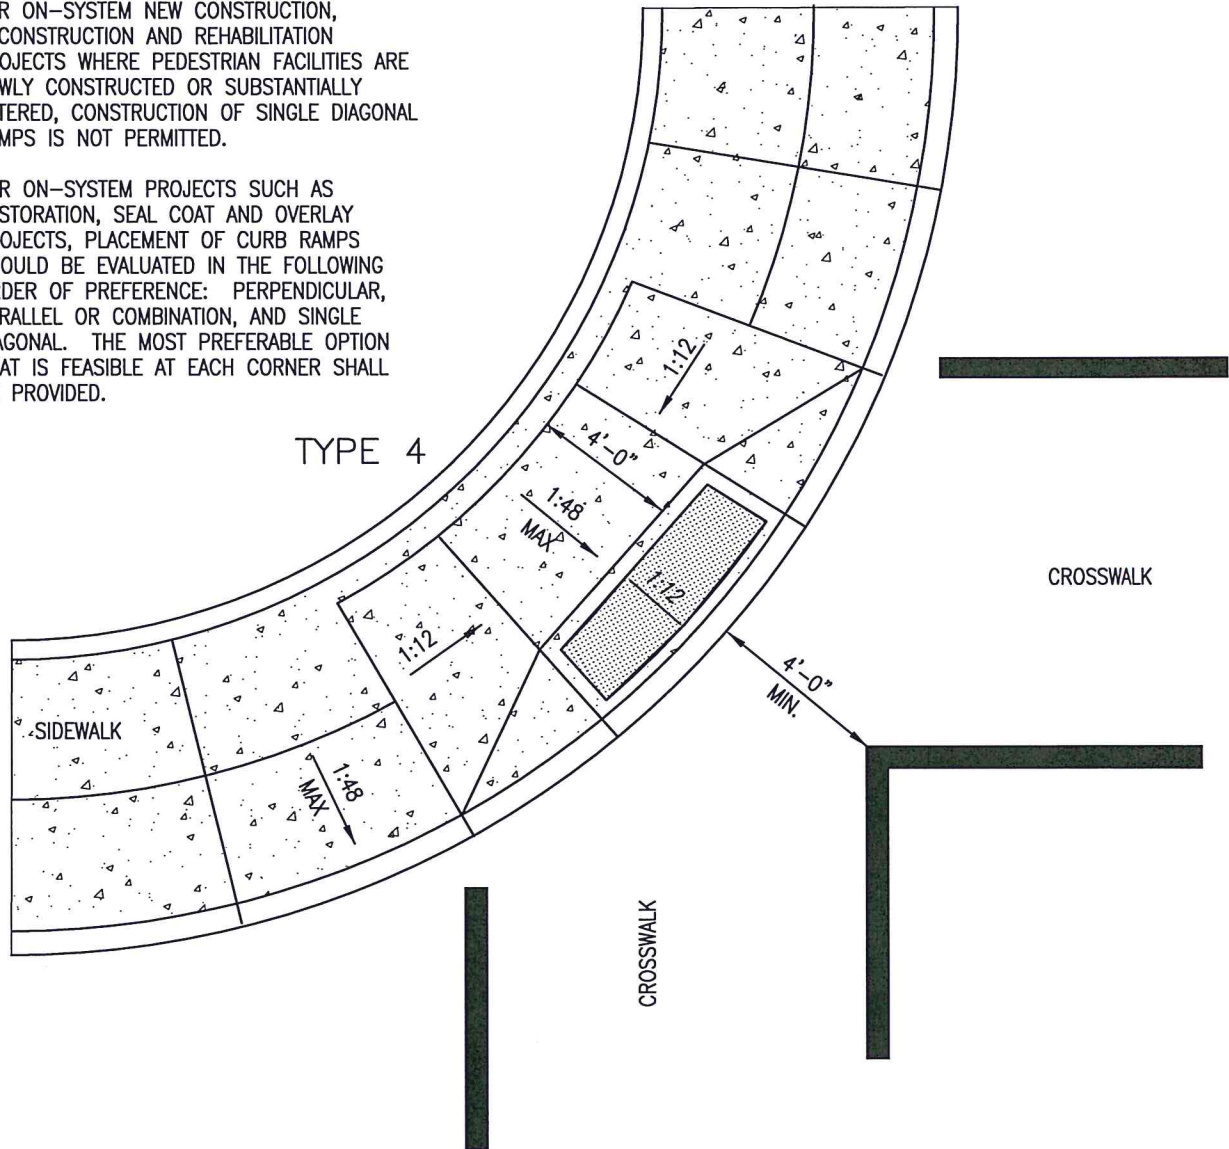 R ON-SYSTEM NEW CONSTRUCTION,
CONSTRUCTION AND REHABILITATION
OJECTS WHERE PEDESTRIAN FACILITIES ARE
WLY CONSTRUCTED OR SUBSTANTIALLY
TERED, CONSTRUCTION OF SINGLE DIAGONAL
MPS IS NOT PERMITTED.
R ON-SYSTEM PROJECTS SUCH AS
STORATION, SEAL COAT AND OVERLAY
OJECTS, PLACEMENT OF CURB RAMPS
OULD BE EVALUATED IN THE FOLLOWING
DER OF PREFERENCE: PERPENDICULAR,
RALLEL OR COMBINATION, AND SINGLE
AGONAL. THE MOST PREFERABLE OPTION
AT IS FEASIBLE AT EACH CORNER SHALL
PROVIDED.
TYPE 4
1:12
4'-0"
1:48
MAX
1:12
CROSSWALK
1:12
4'-0"
MIN.
SIDEWALK
1:48
MAX
CROSSWALK